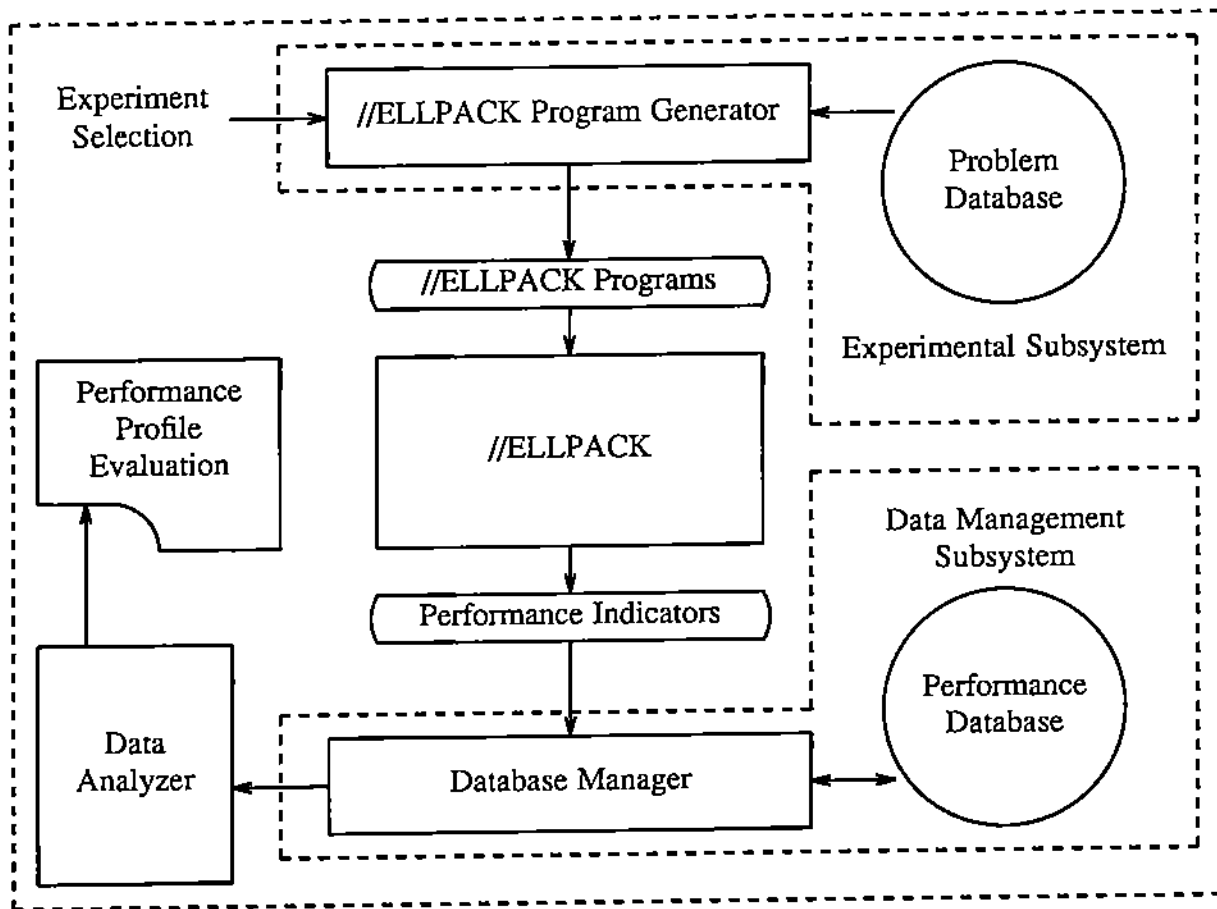 Experiment
Selection
//ELLPACK Program Generator
Problem
Database
//ELLPACK Programs
Experimental Subsystem
Performance
Profile
Evaluation
//ELLPACK
Data Management
Subsystem
Performance Indicators
Performance
Database
Data
Analyzer
Database Manager